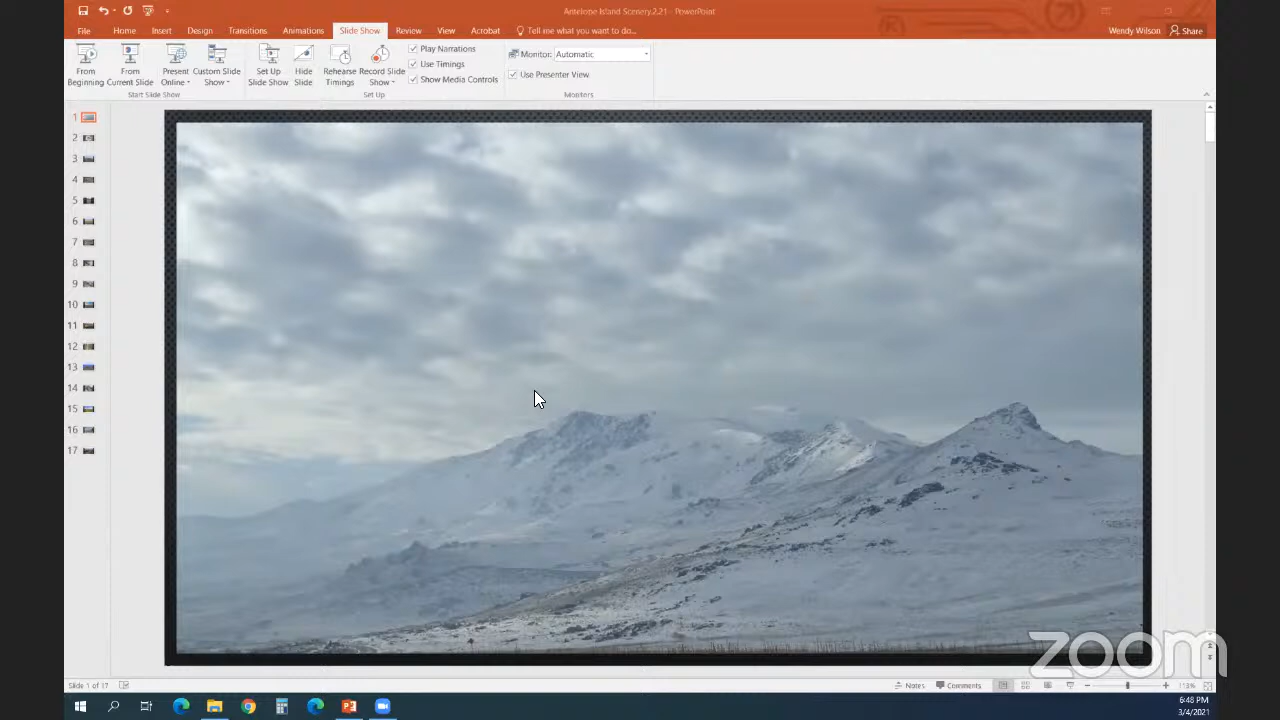 Antelope Island Scenery.2.21 - PowerPoint
File Home Insert Design Transitions Animations Slide Show Review View Acrobat Tell me what you want to do... Wendy Wilson Share
From Beginning
From Current Slide
Present Online
Custom Slide Show
Set Up Slide Show
Hide Slide
Rehearse Timings
Record Slide Show
Play Narrations
Use Timings
Show Media Controls
Monitor: Automatic
Use Presenter View
Start Slide Show Set Up Monitors
1
2
3
4
5
6
7
8
9
10
11
12
13
14
15
16
17
zoom
Slide 1 of 17 Notes Comments 113%
6:48 PM
3/4/2021